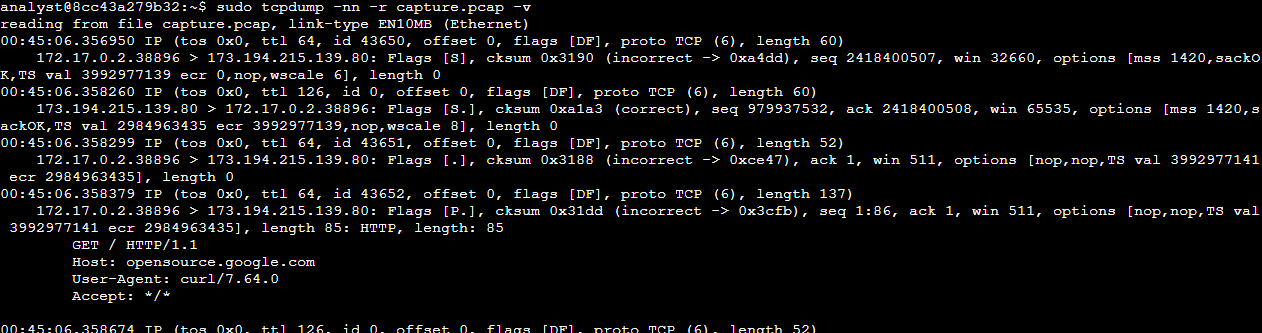 analyst@8cc43a279b32:~$ sudo tcpdump -nn -r capture.pcap -v
reading from file capture.pcap, link-type EN10MB (Ethernet)
00:45:06.356950 IP (tos 0x0, ttl 64, id 43650, offset 0, flags [DF], proto TCP (6), length 60)
    172.17.0.2.38896 > 173.194.215.139.80: Flags [S], cksum 0x3190 (incorrect -> 0xa4dd), seq 2418400507, win 32660, options [mss 1420,sackO
K,TS val 3992977139 ecr 0,nop,wscale 6], length 0
00:45:06.358260 IP (tos 0x0, ttl 126, id 0, offset 0, flags [DF], proto TCP (6), length 60)
    173.194.215.139.80 > 172.17.0.2.38896: Flags [S.], cksum 0xa1a3 (correct), seq 979937532, ack 2418400508, win 65535, options [mss 1420,s
ackOK,TS val 2984963435 ecr 3992977139,nop,wscale 8], length 0
00:45:06.358299 IP (tos 0x0, ttl 64, id 43651, offset 0, flags [DF], proto TCP (6), length 52)
    172.17.0.2.38896 > 173.194.215.139.80: Flags [.], cksum 0x3188 (incorrect -> 0xce47), ack 1, win 511, options [nop,nop,TS val 3992977141
 ecr 2984963435], length 0
00:45:06.358379 IP (tos 0x0, ttl 64, id 43652, offset 0, flags [DF], proto TCP (6), length 137)
    172.17.0.2.38896 > 173.194.215.139.80: Flags [P.], cksum 0x31dd (incorrect -> 0x3cfb), seq 1:86, ack 1, win 511, options [nop,nop,TS val
 3992977141 ecr 2984963435], length 85: HTTP, length: 85
        GET / HTTP/1.1
        Host: opensource.google.com
        User-Agent: curl/7.64.0
        Accept: */*
00:45:06.358674 IP (tos 0x0, ttl 126, id 0, offset 0, flags [DF], proto TCP (6), length 52)